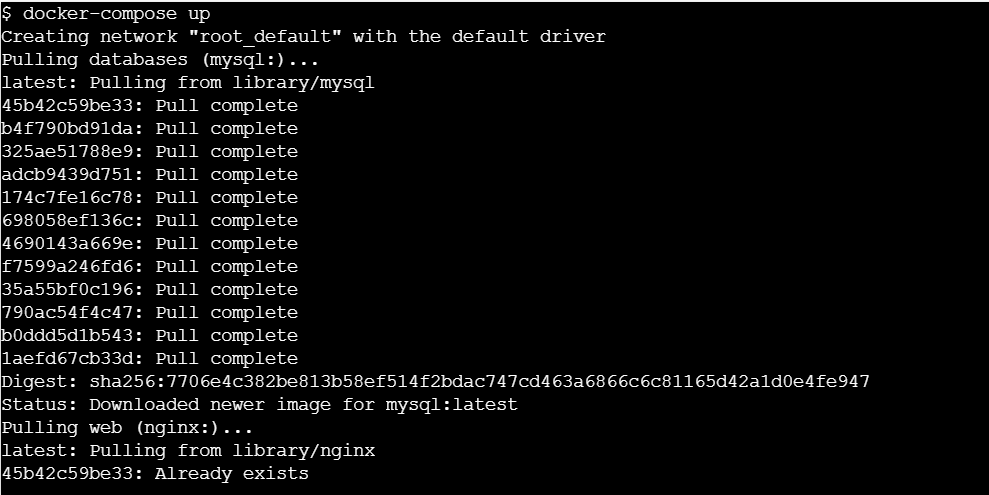 $ docker-compose up
Creating network "root_default" with the default driver
Pulling databases (mysql:)...
latest: Pulling from library/mysql
45b42c59be33: Pull complete
b4f790bd91da: Pull complete
325ae51788e9: Pull complete
adcb9439d751: Pull complete
174c7fe16c78: Pull complete
698058ef136c: Pull complete
4690143a669e: Pull complete
f7599a246fd6: Pull complete
35a55bf0c196: Pull complete
790ac54f4c47: Pull complete
b0ddd5d1b543: Pull complete
1aefd67cb33d: Pull complete
Digest: sha256:7706e4c382be813b58ef514f2bdac747cd463a6866c6c81165d42a1d0e4fe947
Status: Downloaded newer image for mysql:latest
Pulling web (nginx:)...
latest: Pulling from library/nginx
45b42c59be33: Already exists